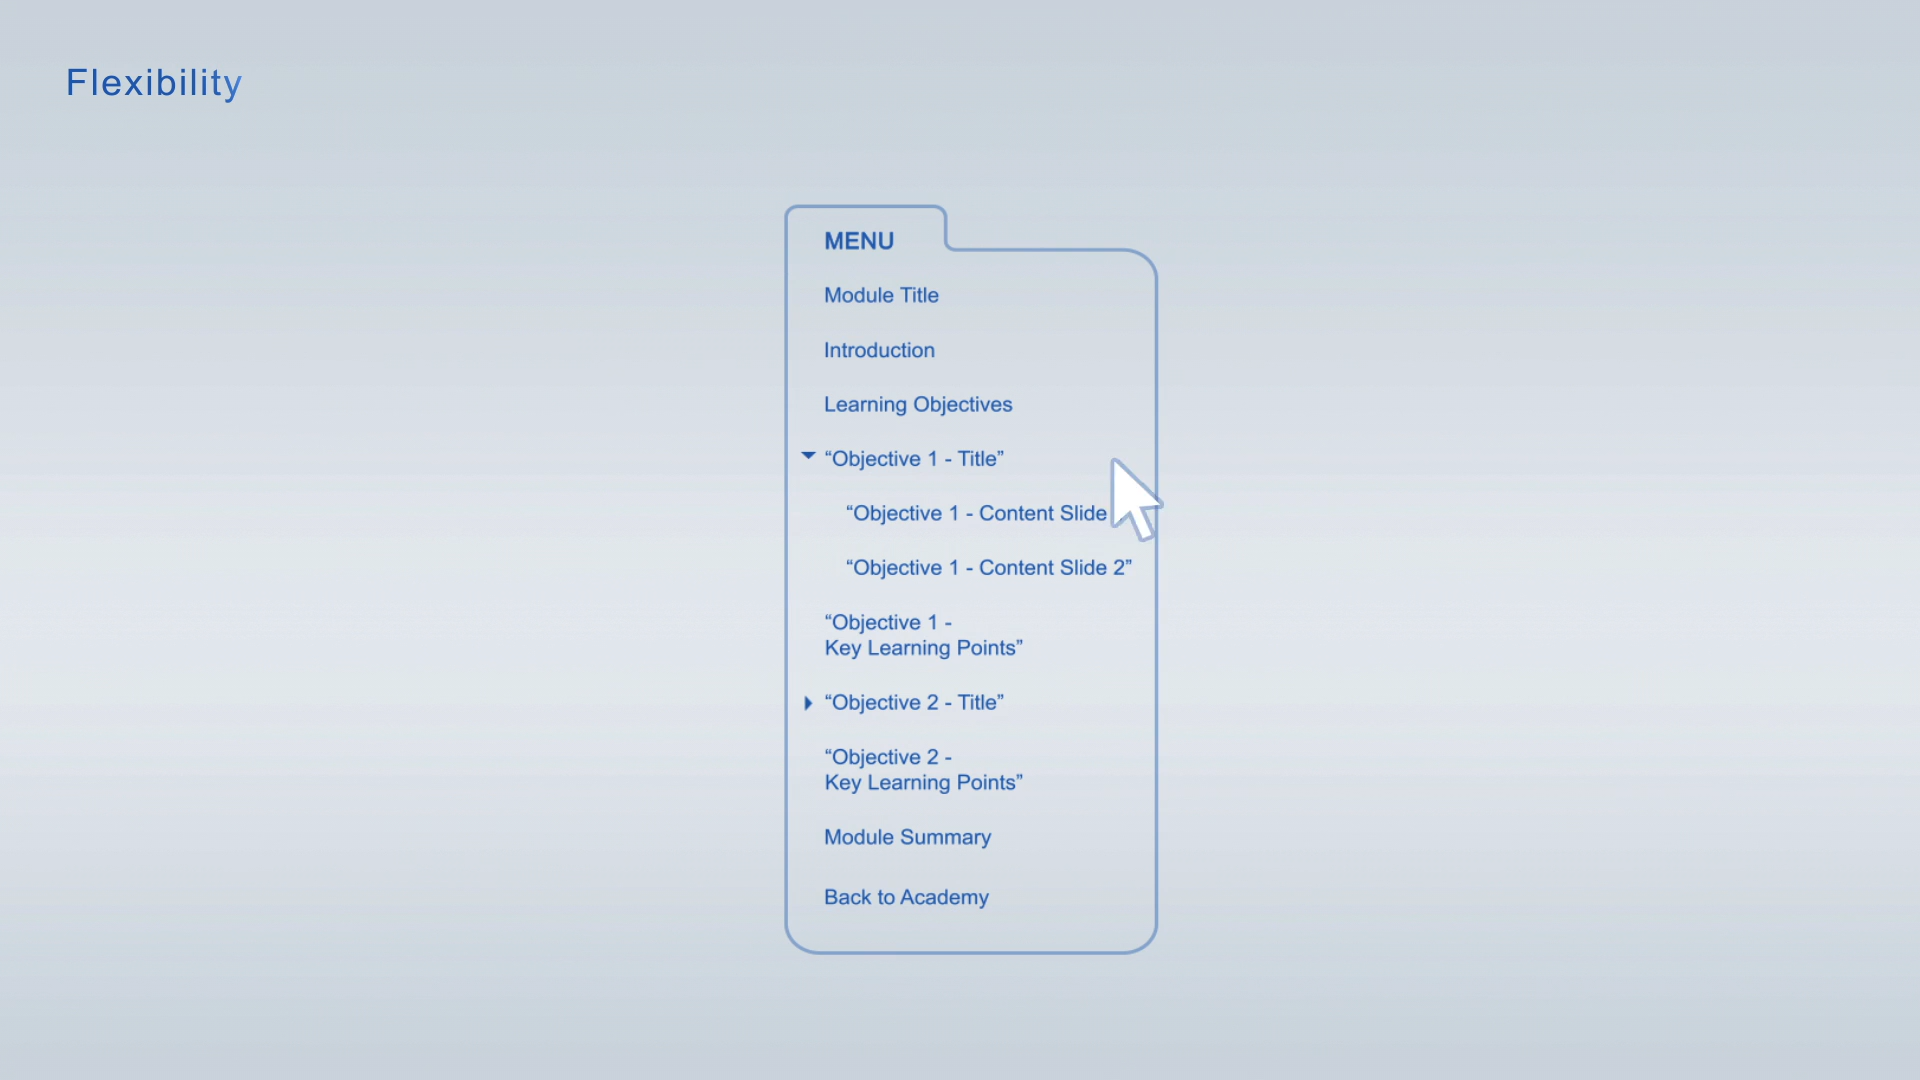 Flexibility
MENU
Module Title
Introduction
Learning Objectives
“Objective 1 - Title”
“Objective 1 - Content Slide
“Objective 1 - Content Slide 2”
“Objective 1 -
Key Learning Points”
“Objective 2 - Title”
“Objective 2 -
Key Learning Points”
Module Summary
Back to Academy